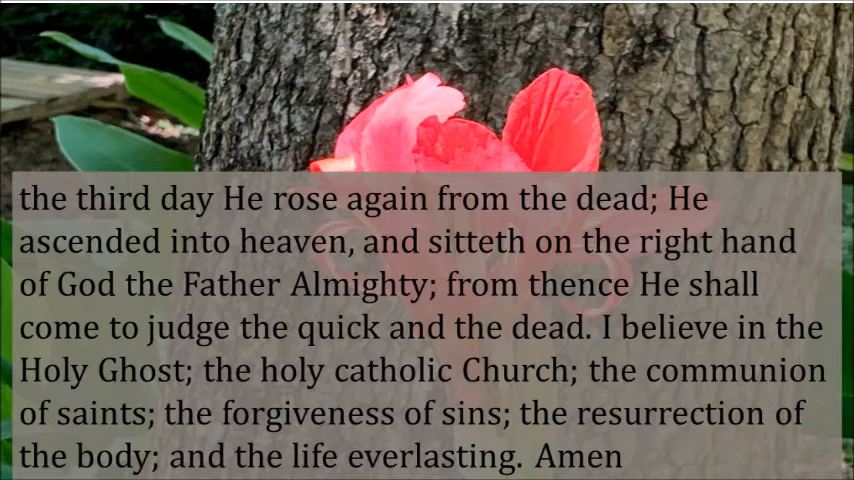 the third day He rose again from the dead; He
ascended into heaven, and sitteth on the right hand
of God the Father Almighty; from thence He shall
come to judge the quick and the dead. I believe in the
Holy Ghost; the holy catholic Church; the communion
of saints; the forgiveness of sins; the resurrection of
the body; and the life everlasting. Amen